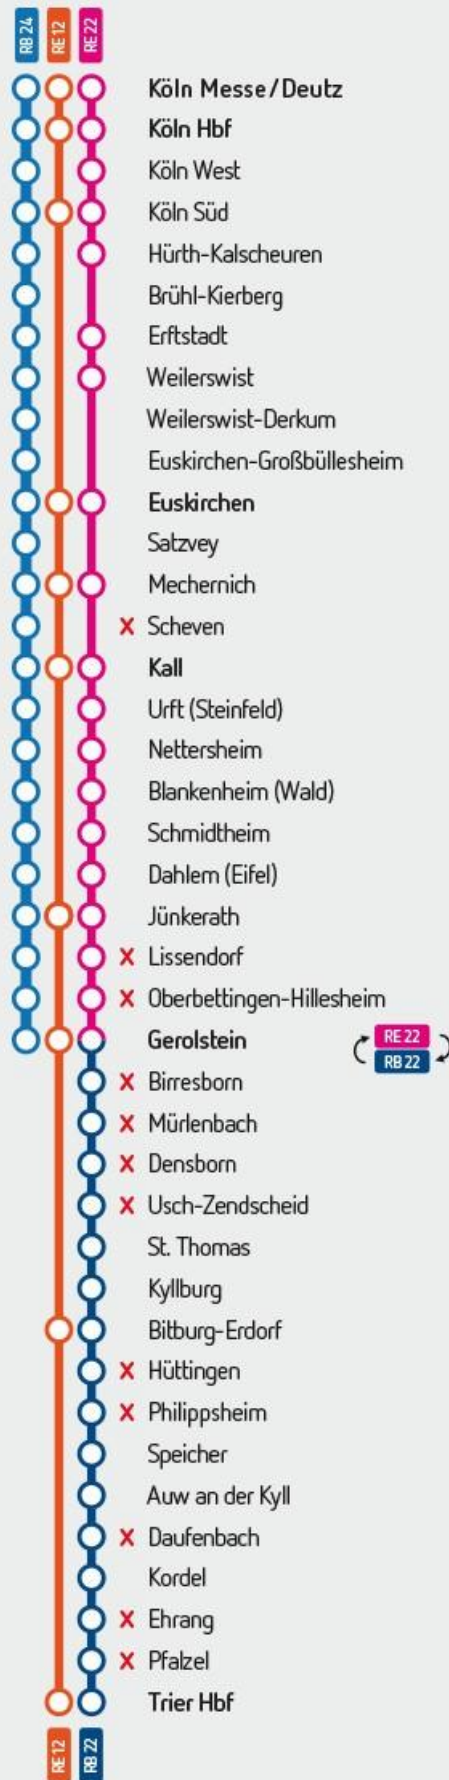 RB 24 RE 12 RE 22
Köln Messe/Deutz
Köln Hbf
Köln West
Köln Süd
Hürth-Kalscheuren
Brühl-Kierberg
Erftstadt
Weilerswist
Weilerswist-Derkum
Euskirchen-Großbüllesheim
Euskirchen
Satzvey
Mechernich
X Scheven
Kall
Urft (Steinfeld)
Nettersheim
Blankenheim (Wald)
Schmidtheim
Dahlem (Eifel)
Jünkerath
X Lissendorf
X Oberbettingen-Hillesheim
Gerolstein
RE 22
RB 22
X Birresborn
X Mürlenbach
X Densborn
X Usch-Zendscheid
St. Thomas
Kyllburg
Bitburg-Erdorf
X Hüttingen
X Philippsheim
Speicher
Auw an der Kyll
X Daufenbach
Kordel
X Ehrang
X Pfalzel
Trier Hbf
RE 12 RB 22